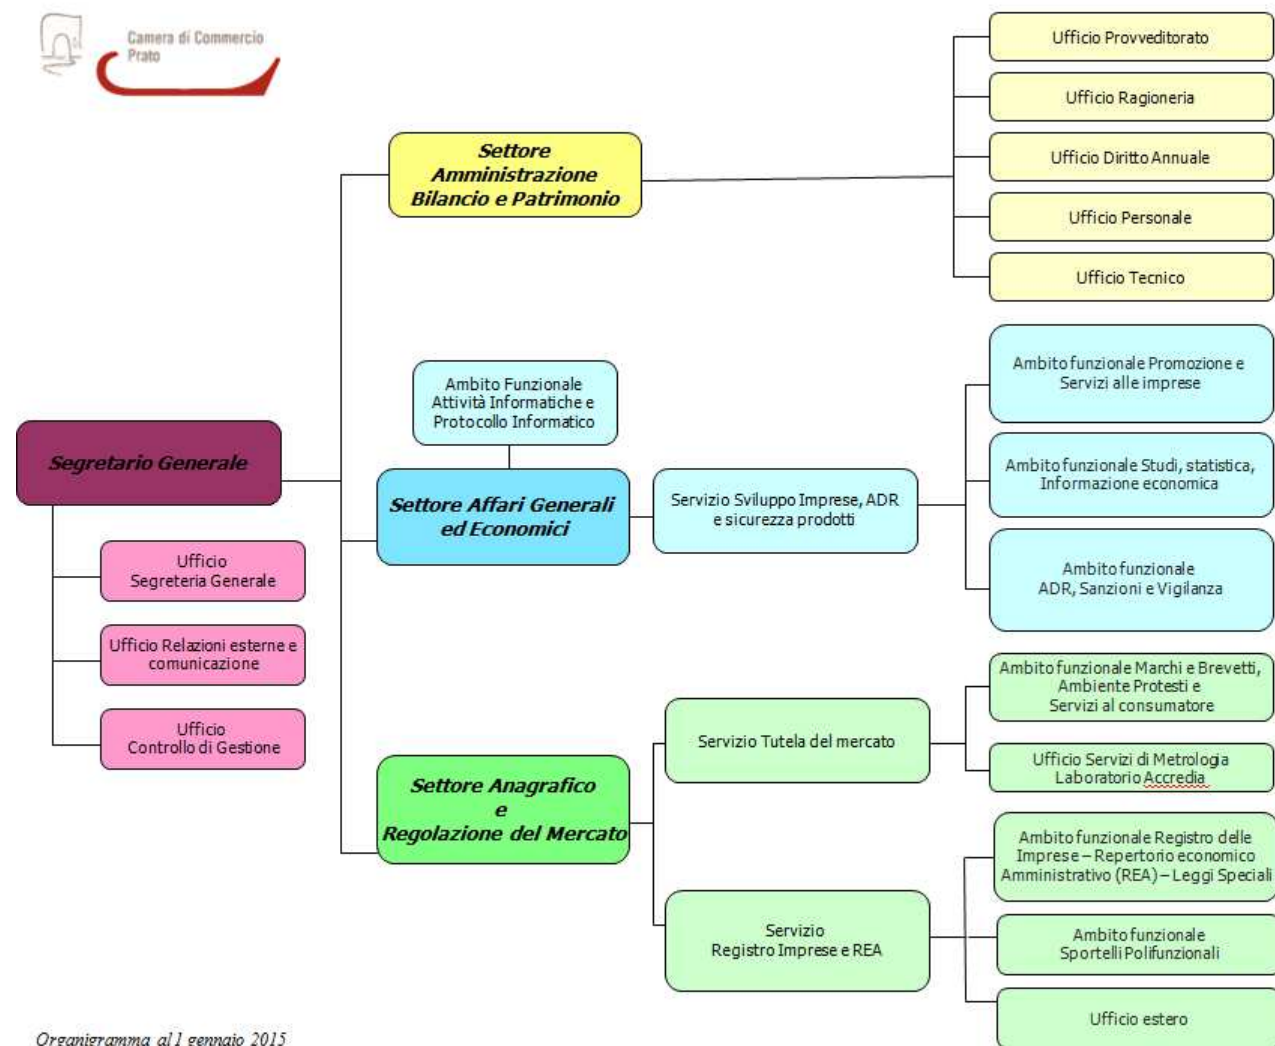 Camera di Commercio
Prato
Ufficio Provveditorato
Ufficio Ragioneria
Settore
Amministrazione
Bilancio e Patrimonio
Ufficio Diritto Annuale
Ufficio Personale
Ufficio Tecnico
Ambito Funzionale
Attività Informatiche e
Protocollo Informatico
Ambito funzionale Promozione e
Servizi alle imprese
Segretario Generale
Settore Affari Generali
ed Economici
Servizio Sviluppo Imprese, ADR
e sicurezza prodotti
Ambito funzionale Studi, statistica,
Informazione economica
Ambito funzionale
ADR, Sanzioni e Vigilanza
Ufficio
Segreteria Generale
Ufficio Relazioni esterne e
comunicazione
Ufficio
Controllo di Gestione
Settore Anagrafico
e
Regolazione del Mercato
Servizio Tutela del mercato
Ambito funzionale Marchi e Brevetti,
Ambiente Protesti e
Servizi al consumatore
Ufficio Servizi di Metrologia
Laboratorio Accredia
Servizio
Registro Imprese e REA
Ambito funzionale Registro delle
Imprese – Repertorio economico
Amministrativo (REA) – Leggi Speciali
Ambito funzionale
Sportelli Polifunzionali
Ufficio estero
Organigramma al 1 gennaio 2015